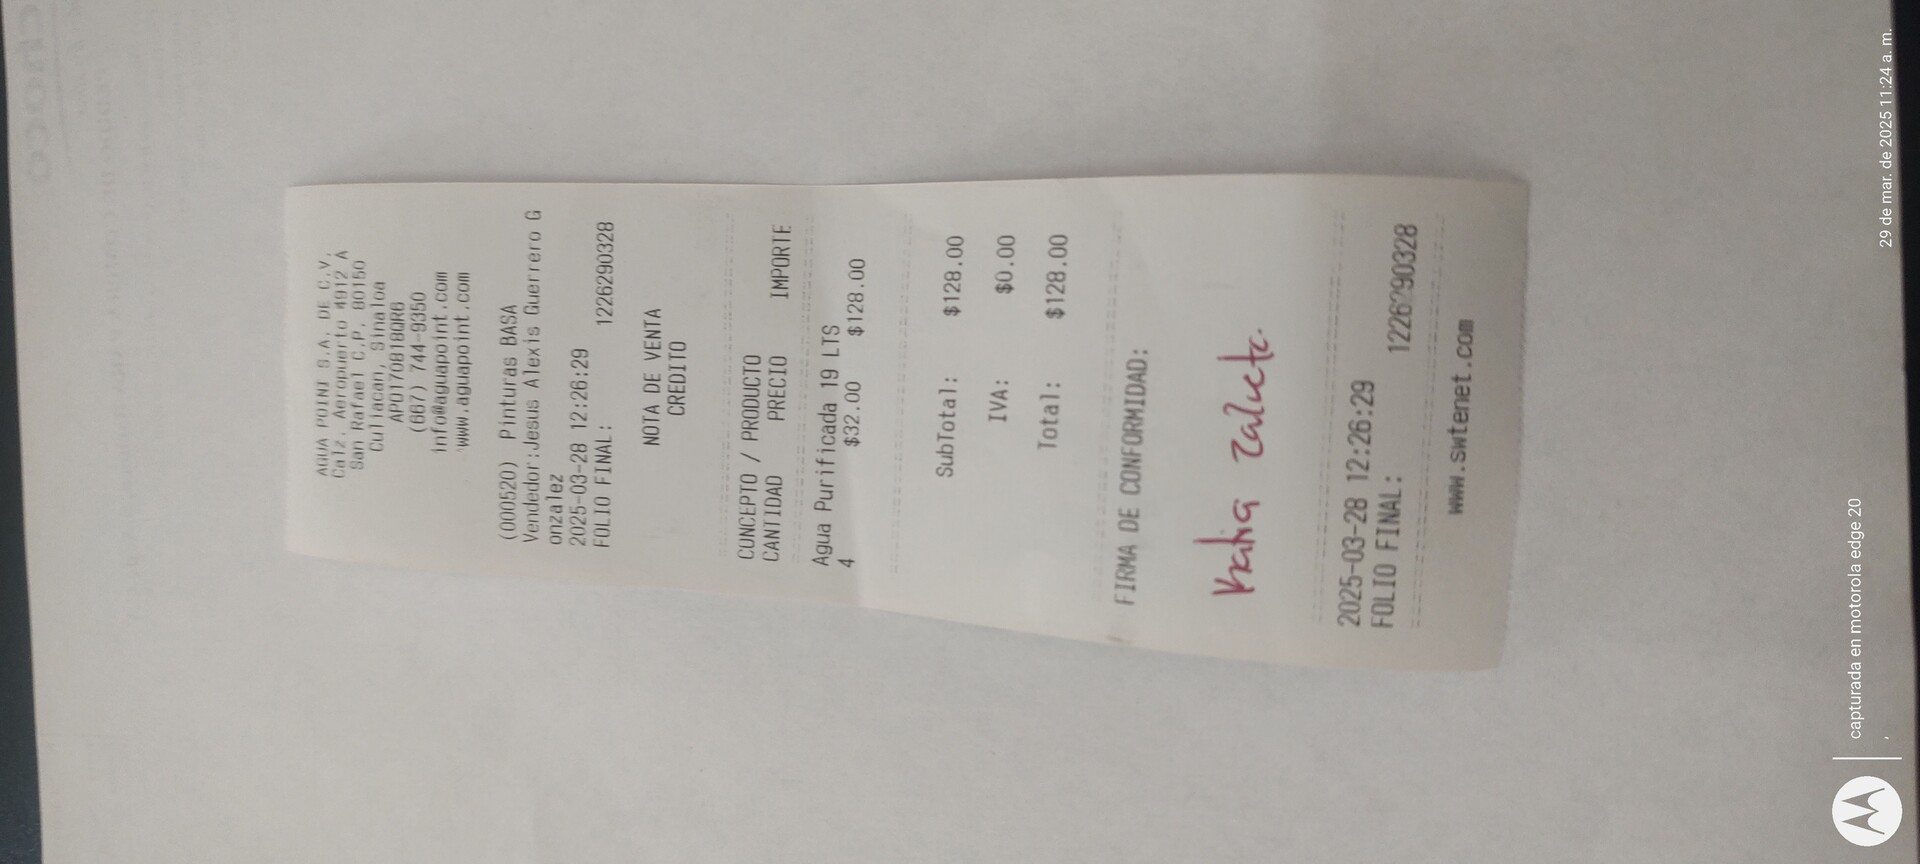 AGUA POINT S.A. DE C.V.
Calz. Aeropuerto 4912 A
San Rafael C.P. 80150
Culiacan, Sinaloa
APO170818QR6
(667) 744-9350
info@aguapoint.com
www.aguapoint.com
(000520) Pinturas BASA
Vendedor:Jesus Alexis Guerrero G
onzalez
2025-03-28 12:26:29
FOLIO FINAL: 1226290328
NOTA DE VENTA
CREDITO
CONCEPTO / PRODUCTO
CANTIDAD PRECIO IMPORTE
Agua Purificada 19 LTS
4 $32.00 $128.00
SubTotal: $128.00
IVA: $0.00
Total: $128.00
FIRMA DE CONFORMIDAD:
Khatia Zalete.
2025-03-28 12:26:29
FOLIO FINAL: 1226290328
www.swtenet.com
capturada en motorola edge 20
29 de mar. de 2025 11:24 a. m.